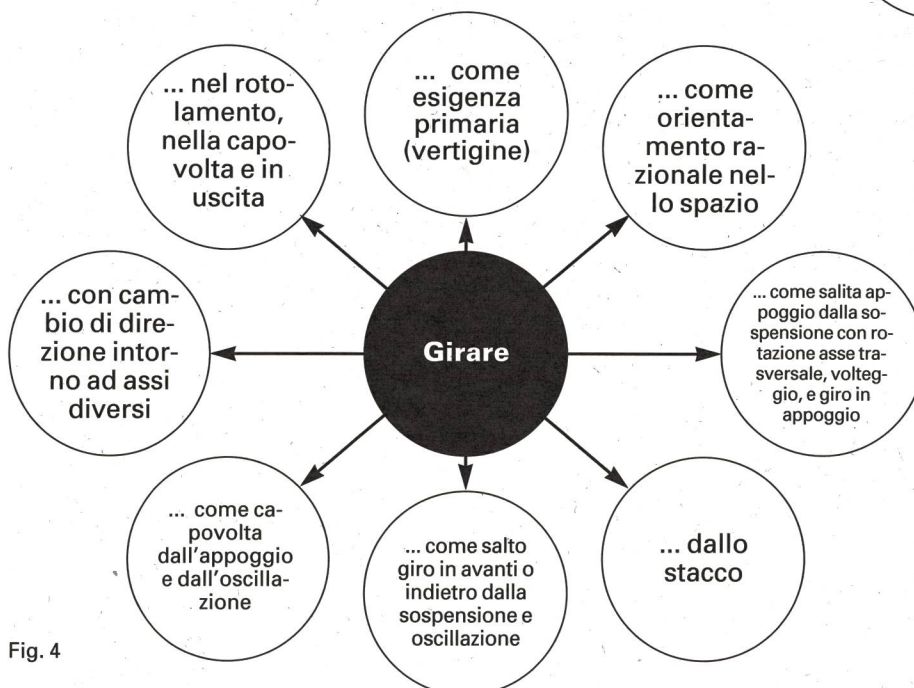 ... come
esigenza
primaria
(vertigine)
... come
orienta-
mento ra-
zionale nel-
lo spazio
... come salita ap-
poggio dalla so-
spensione con ro-
tazione asse tra-
sversale, volteg-
gio, e giro in
appoggio
... dallo
stacco
... come salto
giro in avanti o
indietro dalla
sospensione e
oscillazione
... come ca-
povolta
dall'appoggio
e dall'oscilla-
zione
... con cam-
bio di dire-
zione intor-
no ad assi
diversi
... nel roto-
lamento,
nella capo-
volta e in
uscita
Girare
Fig. 4